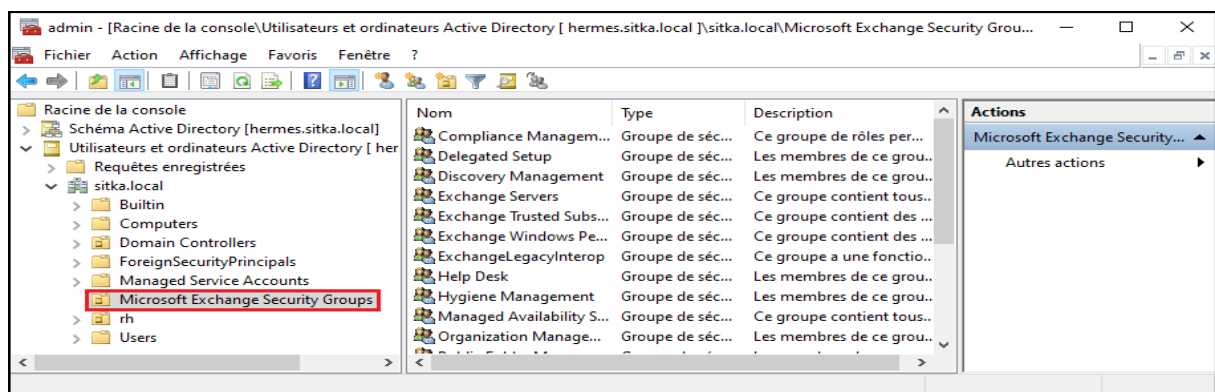 admin - [Racine de la console\Utilisateurs et ordinateurs Active Directory [ hermes.sitka.local ]\sitka.local\Microsoft Exchange Security Grou...
Fichier Action Affichage Favoris Fenêtre ?
Racine de la console
Schéma Active Directory [hermes.sitka.local]
Utilisateurs et ordinateurs Active Directory [ her
Requêtes enregistrées
sitka.local
Builtin
Computers
Domain Controllers
ForeignSecurityPrincipals
Managed Service Accounts
Microsoft Exchange Security Groups
rh
Users
Nom Type Description
Compliance Managem... Groupe de séc... Ce groupe de rôles per...
Delegated Setup Groupe de séc... Les membres de ce grou..
Discovery Management Groupe de séc... Les membres de ce grou..
Exchange Servers Groupe de séc... Ce groupe contient tous..
Exchange Trusted Subs... Groupe de séc... Ce groupe contient des ...
Exchange Windows Pe... Groupe de séc... Ce groupe contient des ...
ExchangeLegacyInterop Groupe de séc... Ce groupe a une fonctio..
Help Desk Groupe de séc... Les membres de ce grou..
Hygiene Management Groupe de séc... Les membres de ce grou..
Managed Availability S... Groupe de séc... Ce groupe contient tous..
Organization Manage... Groupe de séc... Les membres de ce grou..
Actions
Microsoft Exchange Security...
Autres actions